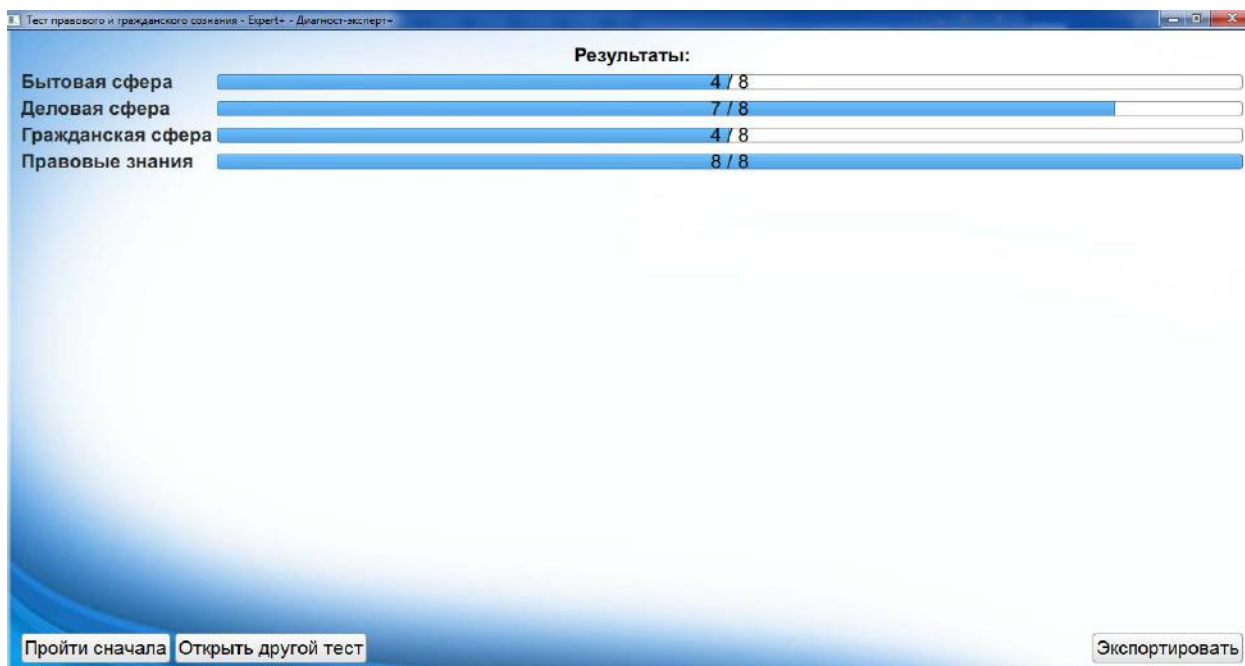 Тест правового и гражданского сознания - Expert+ - Диагност-эксперт+
Результаты:
Бытовая сфера 4 / 8
Деловая сфера 7 / 8
Гражданская сфера 4 / 8
Правовые знания 8 / 8
Пройти сначала Открыть другой тест Экспортировать